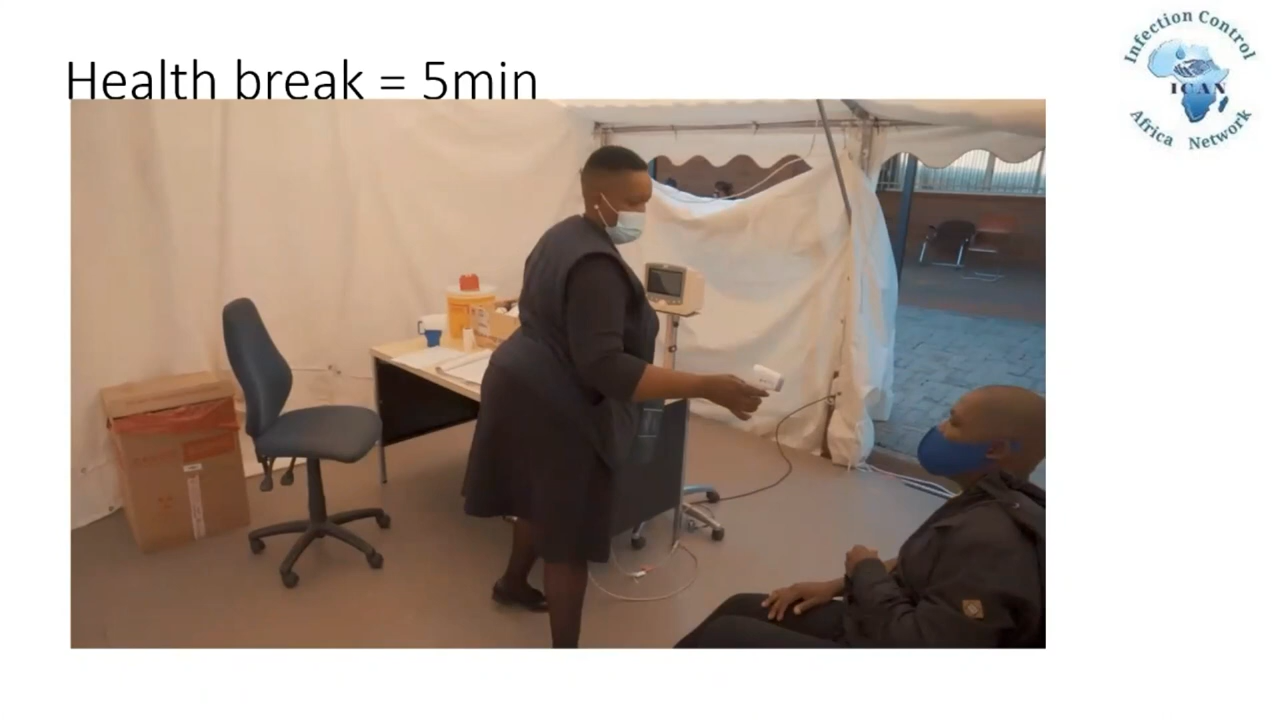 Health break = 5min
Infection Control
ICAN
Africa Network